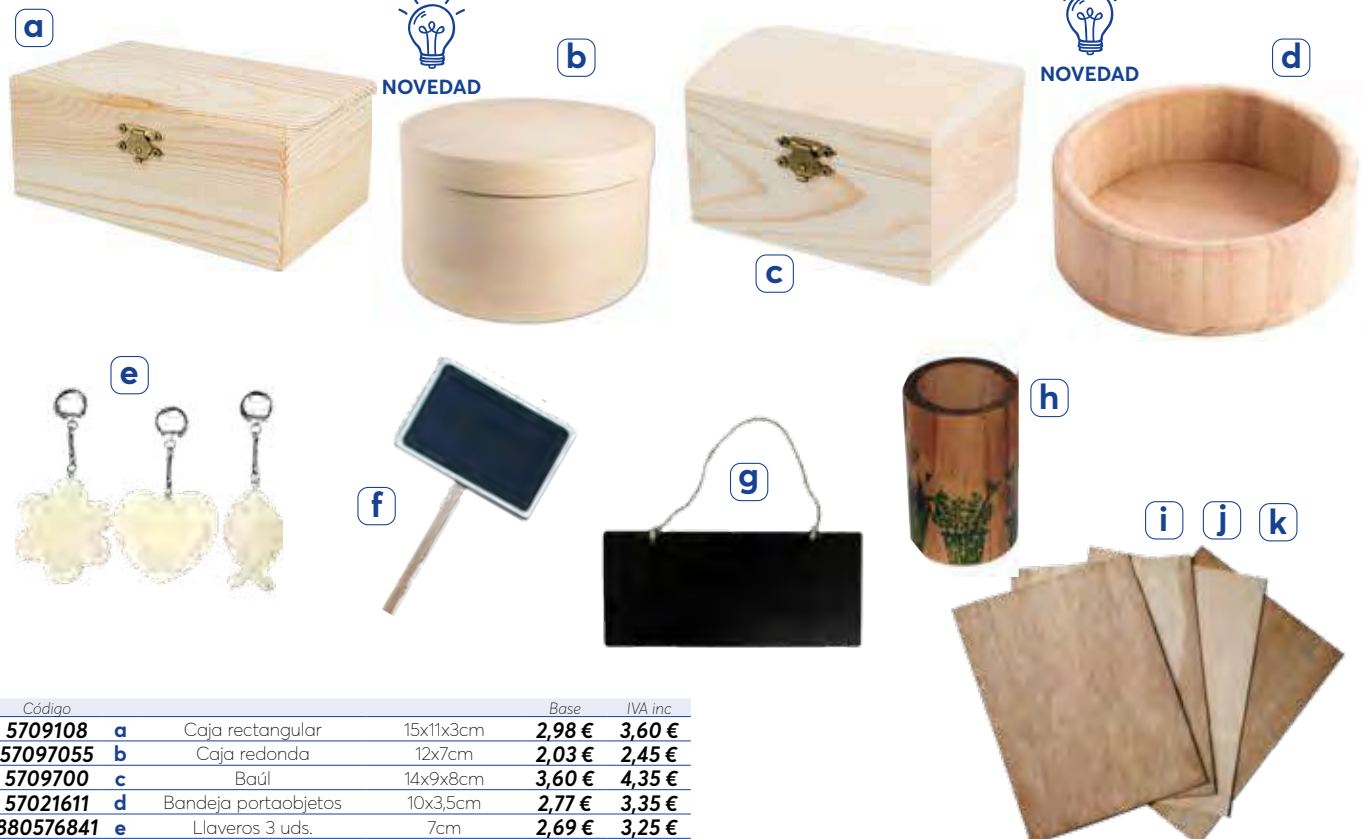 a
NOVEDAD
b
c
NOVEDAD
d
e
f
g
h
i
j
k
Código Base IVA inc
5709108 a Caja rectangular 15x11x3cm 2,98 € 3,60 €
57097055 b Caja redonda 12x7cm 2,03 € 2,45 €
5709700 c Baúl 14x9x8cm 3,60 € 4,35 €
57021611 d Bandeja portaobjetos 10x3,5cm 2,77 € 3,35 €
880576841 e Llaveros 3 uds. 7cm 2,69 € 3,25 €